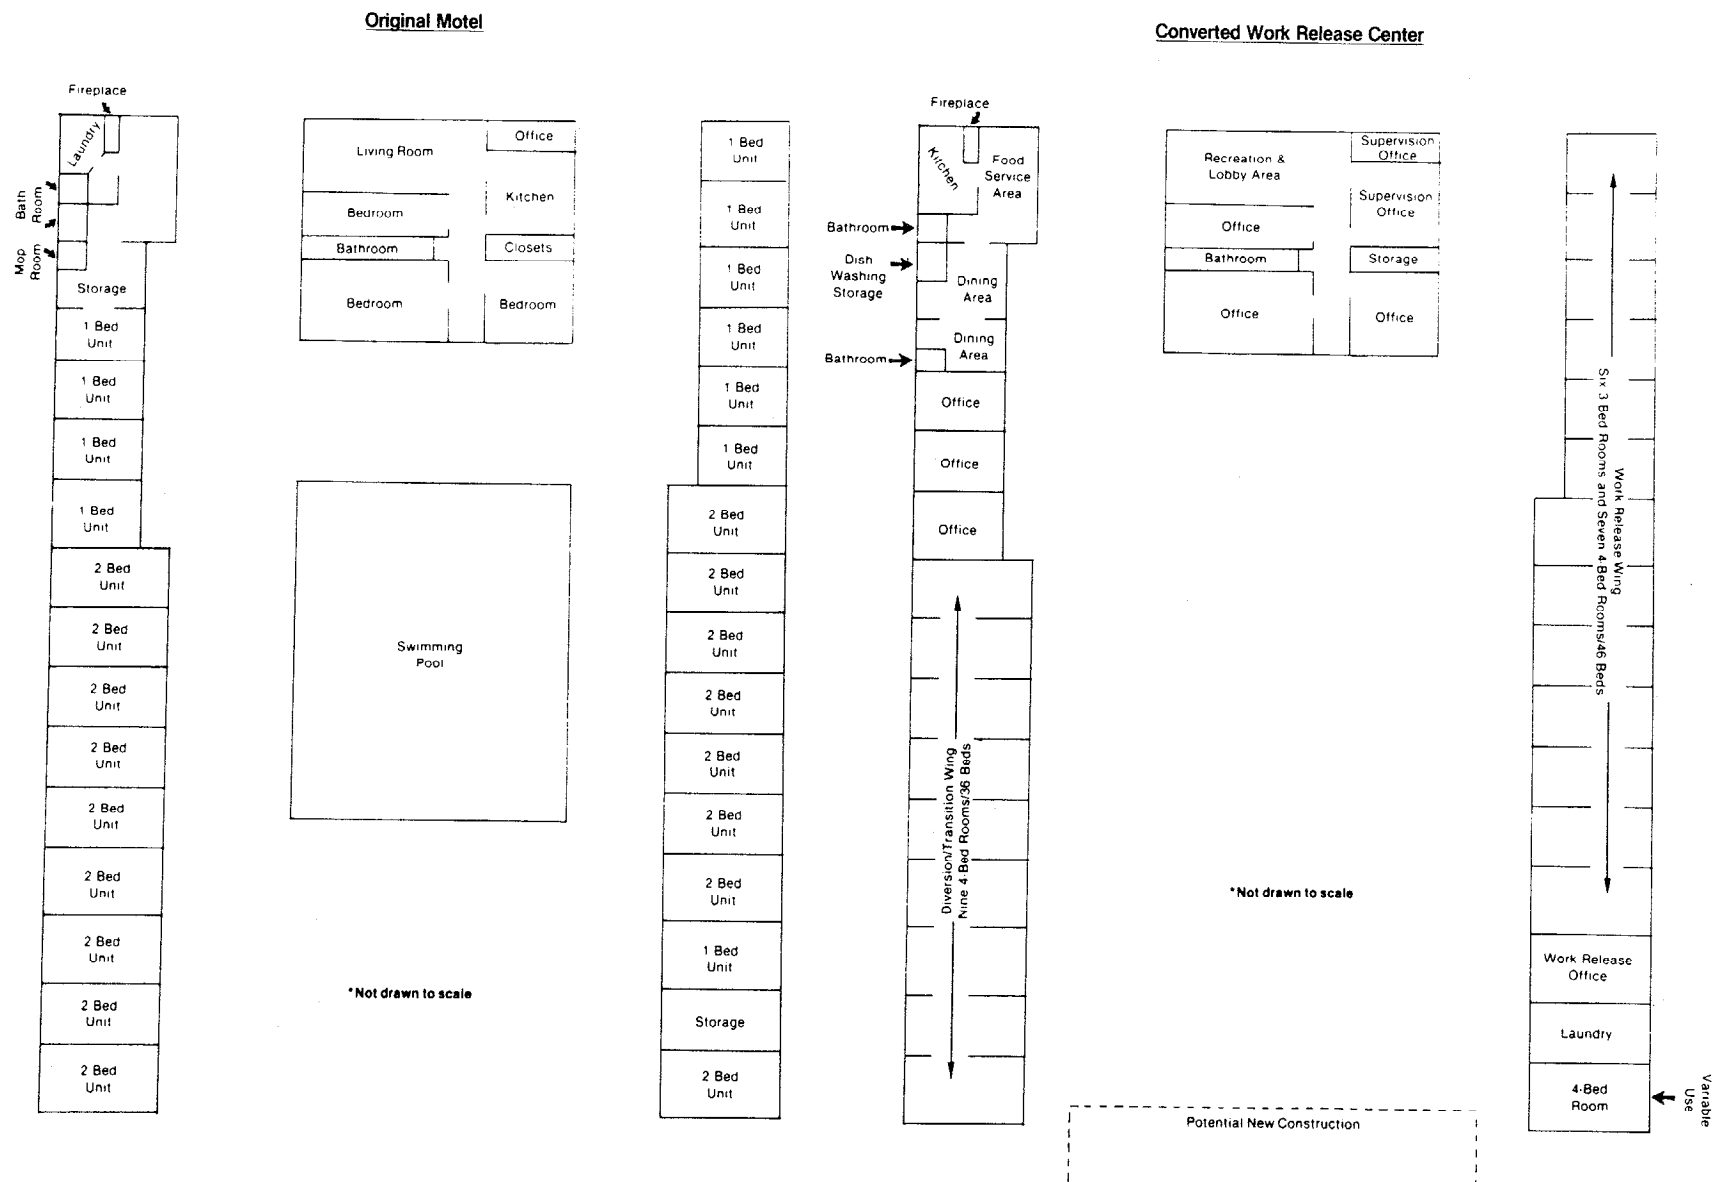 Original Motel
Fireplace
Laundry
Bath
Room
Mop
Room
Storage
1 Bed
Unit
1 Bed
Unit
1 Bed
Unit
1 Bed
Unit
2 Bed
Unit
2 Bed
Unit
2 Bed
Unit
2 Bed
Unit
2 Bed
Unit
2 Bed
Unit
2 Bed
Unit
2 Bed
Unit
2 Bed
Unit
Living Room
Office
Bedroom
Kitchen
Bathroom
Closets
Bedroom
Bedroom
Swimming
Pool
*Not drawn to scale
1 Bed
Unit
1 Bed
Unit
1 Bed
Unit
1 Bed
Unit
1 Bed
Unit
1 Bed
Unit
2 Bed
Unit
2 Bed
Unit
2 Bed
Unit
2 Bed
Unit
2 Bed
Unit
2 Bed
Unit
2 Bed
Unit
1 Bed
Unit
Storage
2 Bed
Unit
Converted Work Release Center
Fireplace
Kitchen
Food
Service
Area
Bathroom
Dish
Washing
Storage
Dining
Area
Dining
Area
Bathroom
Office
Office
Office
Diversion/Transition Wing
Nine 4-Bed Rooms/36 Beds
Recreation &
Lobby Area
Supervision
Office
Supervision
Office
Office
Bathroom
Storage
Office
Office
*Not drawn to scale
Potential New Construction
Work Release Wing
Six 3 Bed Rooms and Seven 4-Bed Rooms/46 Beds
Work Release
Office
Laundry
4-Bed
Room
Variable
Use